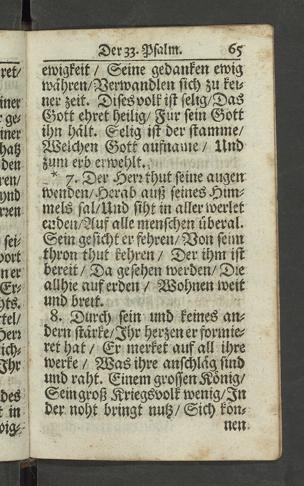 Der 33. Psalm. 65
ewigkeit / Seine gedanken ewig
währen / Verwandlen sich zu kei-
ner zeit. Dises volk ist selig / Das
Gott ehret heilig / Für sein Gott
ihn hält. Selig ist der stamme /
Welchen Gott aufname / Und
zum erb erwehlt.
* 7. Der Herr thut seine augen
wenden / Herab auß seines Him-
mels sal / Und siht in aller werlet
enden / Auf alle menschen überal.
Sein gesicht er kehren / Von seim
thron thut kehren / Der ihm ist
bereit / Da gesehen werden / Die
allhie auf erden / Wohnen weit
und breit.
8. Durch sein und keines an-
dern stärke / Ihr herzen er formie-
ret hat / Er merket auf all ihre
werke / Was ihre anschläg sind
und raht. Einem grossen König /
Sein groß Kriegsvolk wenig / In
der noht bringt nutz / Sich kön-
nen